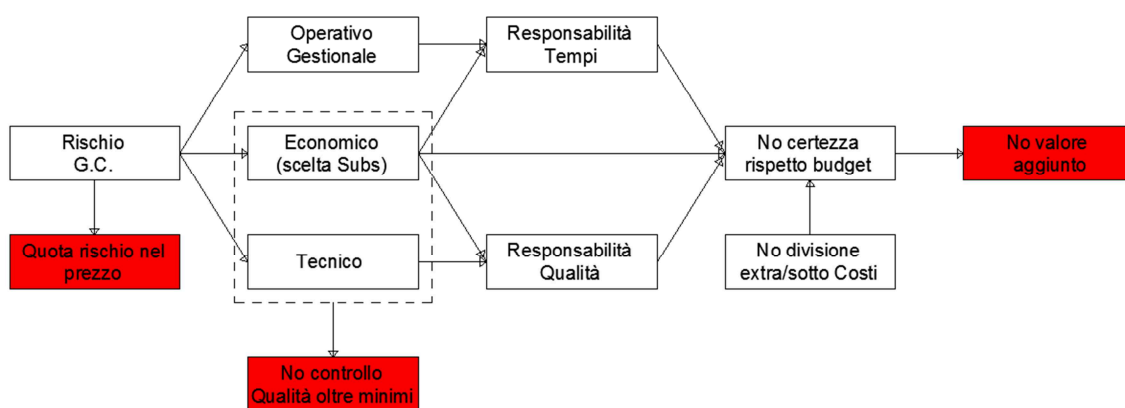 Operativo
Gestionale
Responsabilità
Tempi
Rischio
G.C.
Economico
(scelta Subs)
No certezza
rispetto budget
No valore
aggiunto
Quota rischio nel
prezzo
Tecnico
Responsabilità
Qualità
No divisione
extra/sotto Costi
No controllo
Qualità oltre minimi